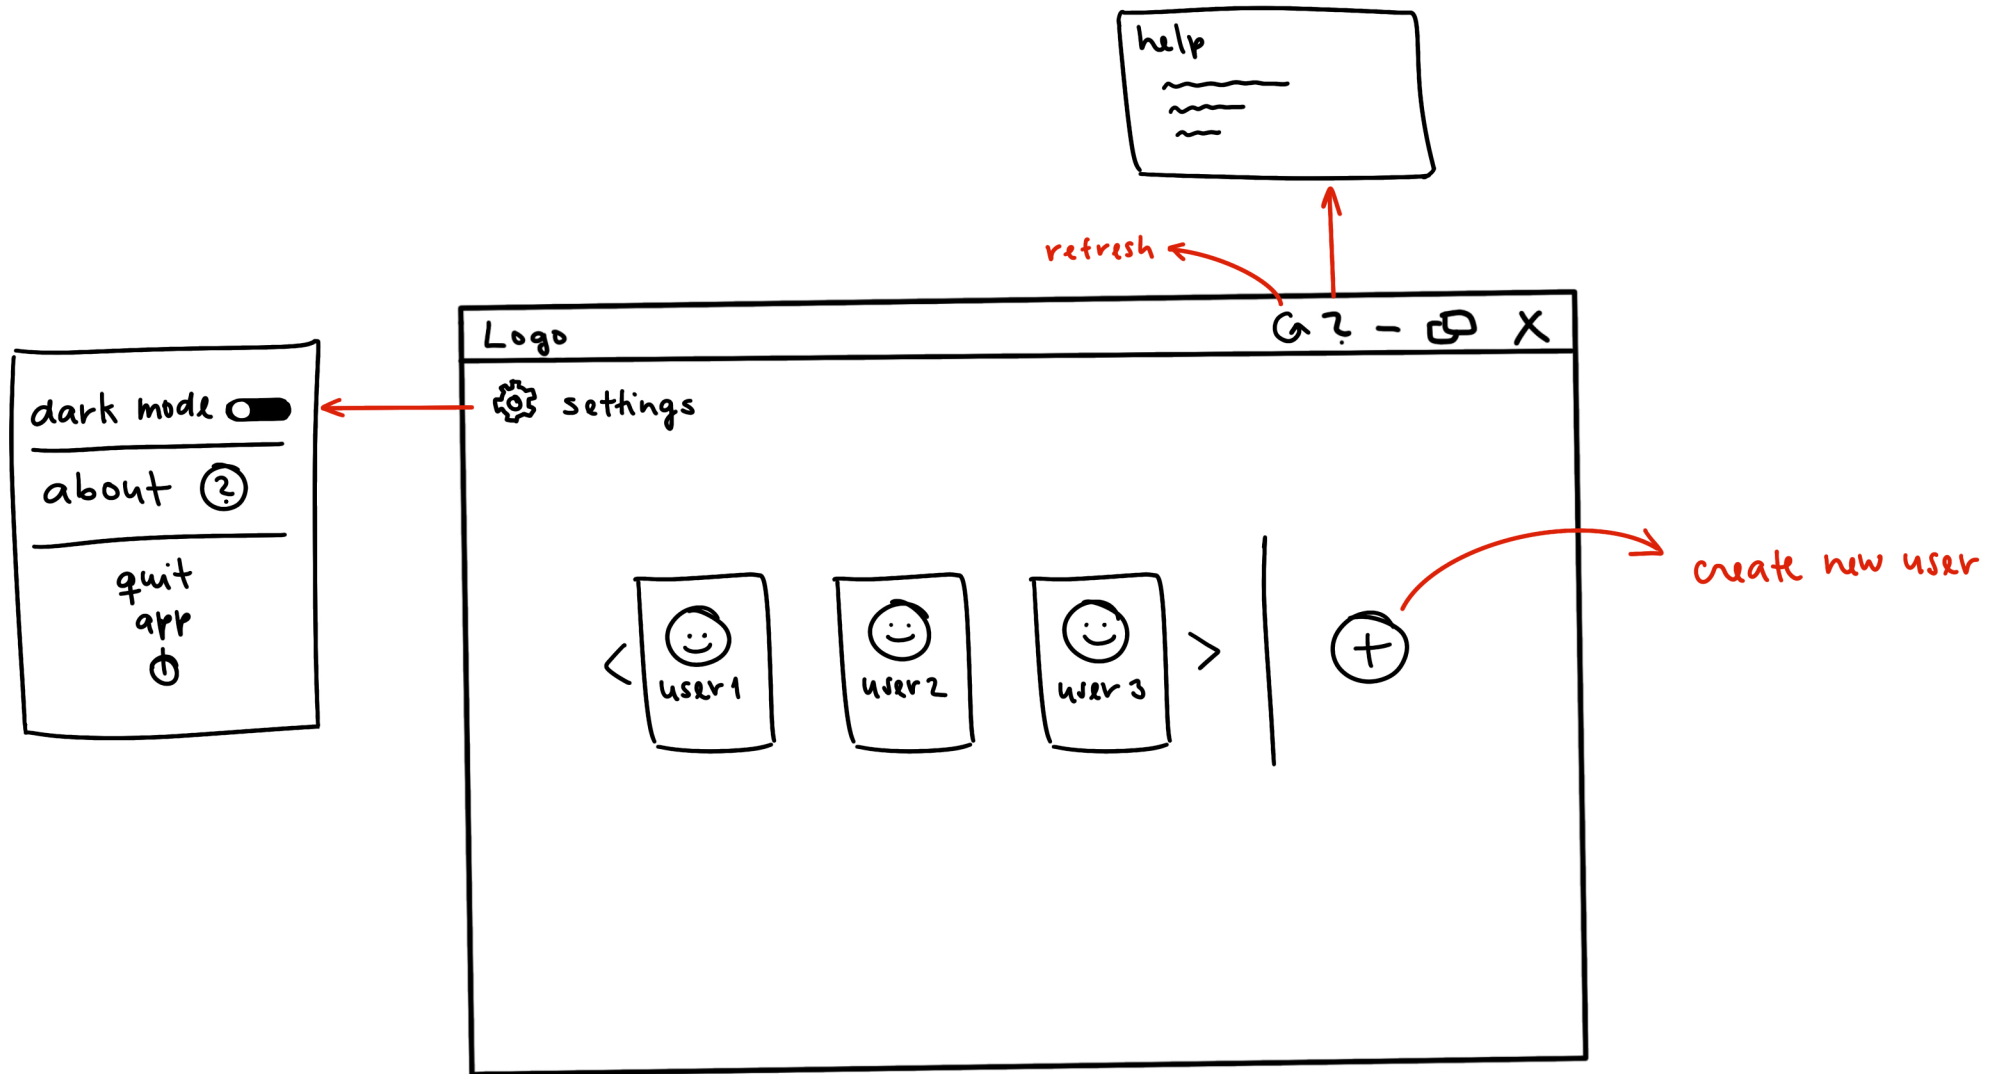 help
refresh
Logo
?
settings
dark mode
about ?
quit
app
user 1
user 2
user 3
create new user